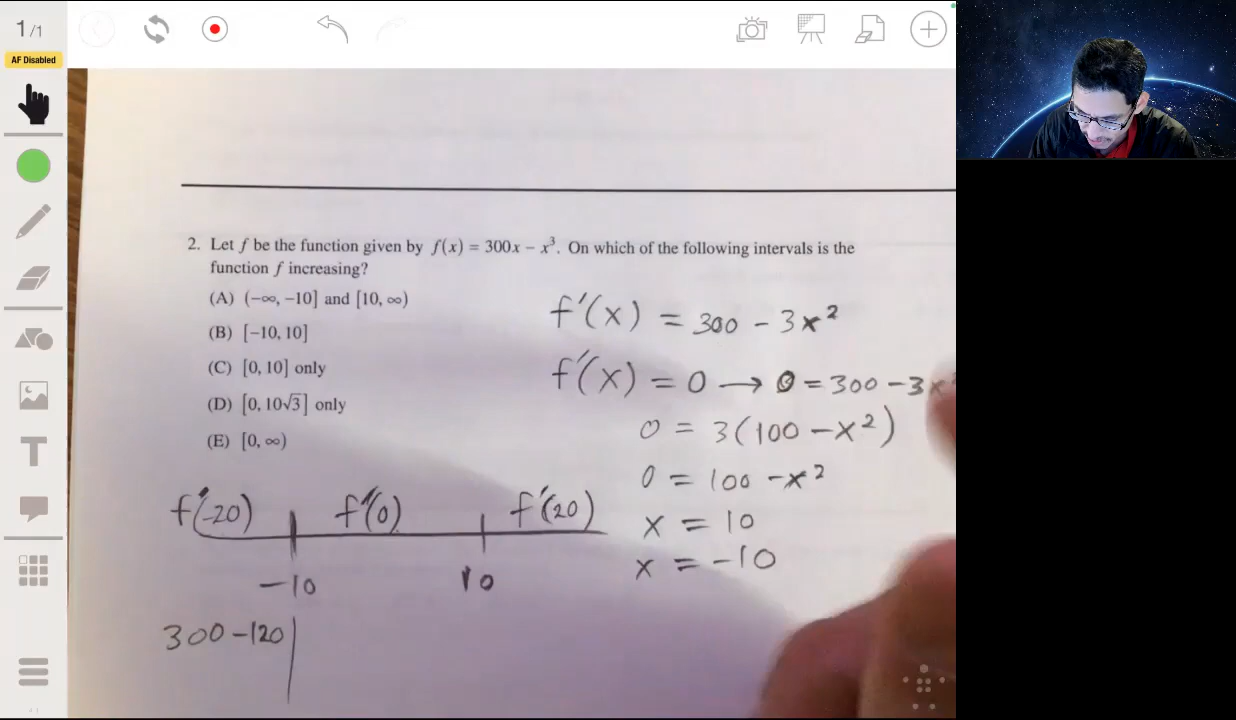 1/1
AF Disabled
2. Let f be the function given by f(x) = 300x − x³. On which of the following intervals is the
function f increasing?
(A) (−∞, −10] and [10, ∞)
(B) [−10, 10]
(C) [0, 10] only
(D) [0, 10√3] only
(E) [0, ∞)
f'(x) = 300 − 3x²
f'(x) = 0 → 0 = 300 − 3x²
0 = 3(100 − x²)
0 = 100 − x²
x = 10
x = −10
f'(-20) f'(0) f'(20)
−10 10
300 − 120
T